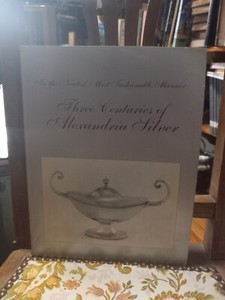 In the Neatest, Most Fashionable Manner
Three Centuries of
Alexandria Silver